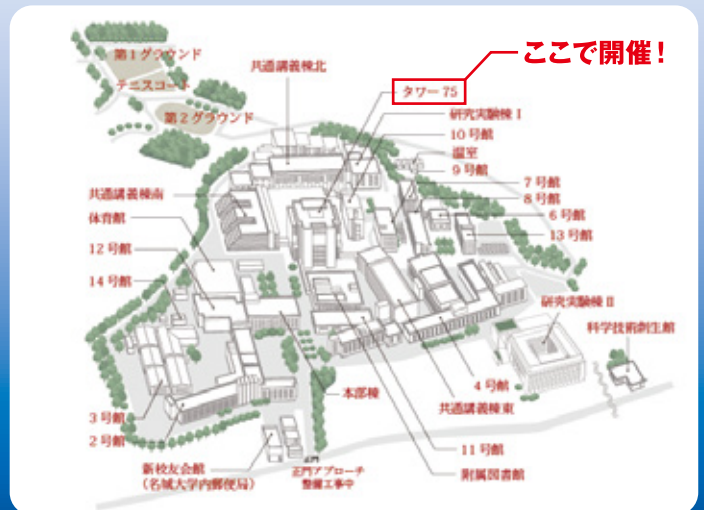 ここで開催！
第1グラウンド
共通講義棟北
タワー75
テニスコート
研究実験棟Ⅰ
第2グラウンド
10号館
温室
9号館
7号館
8号館
6号館
13号館
共通講義棟南
体育館
12号館
14号館
研究実験棟Ⅱ
科学技術創生館
4号館
本部棟
共通講義棟東
3号館
2号館
11号館
新校友会館
（名城大学内郵便局）
正門アプローチ
整備工事中
附属図書館